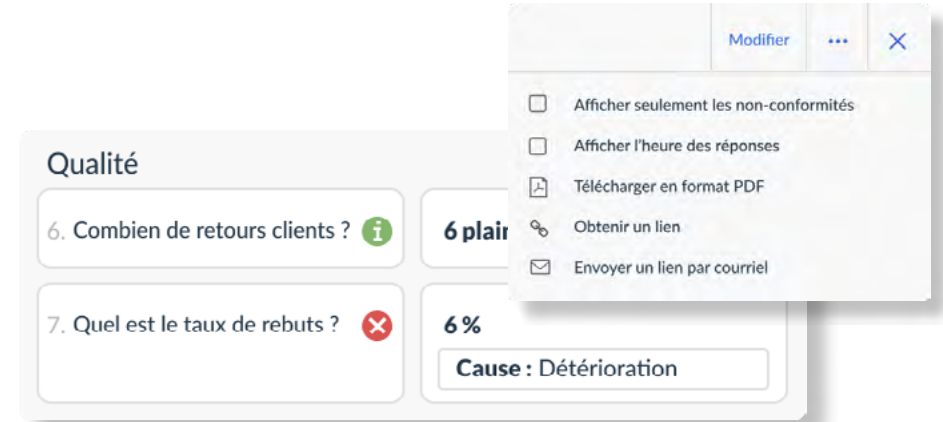 Modifier
Afficher seulement les non-conformités
Afficher l'heure des réponses
Télécharger en format PDF
Obtenir un lien
Envoyer un lien par courriel
Qualité
6. Combien de retours clients ?
6
7. Quel est le taux de rebuts ?
6 %
Cause : Détérioration